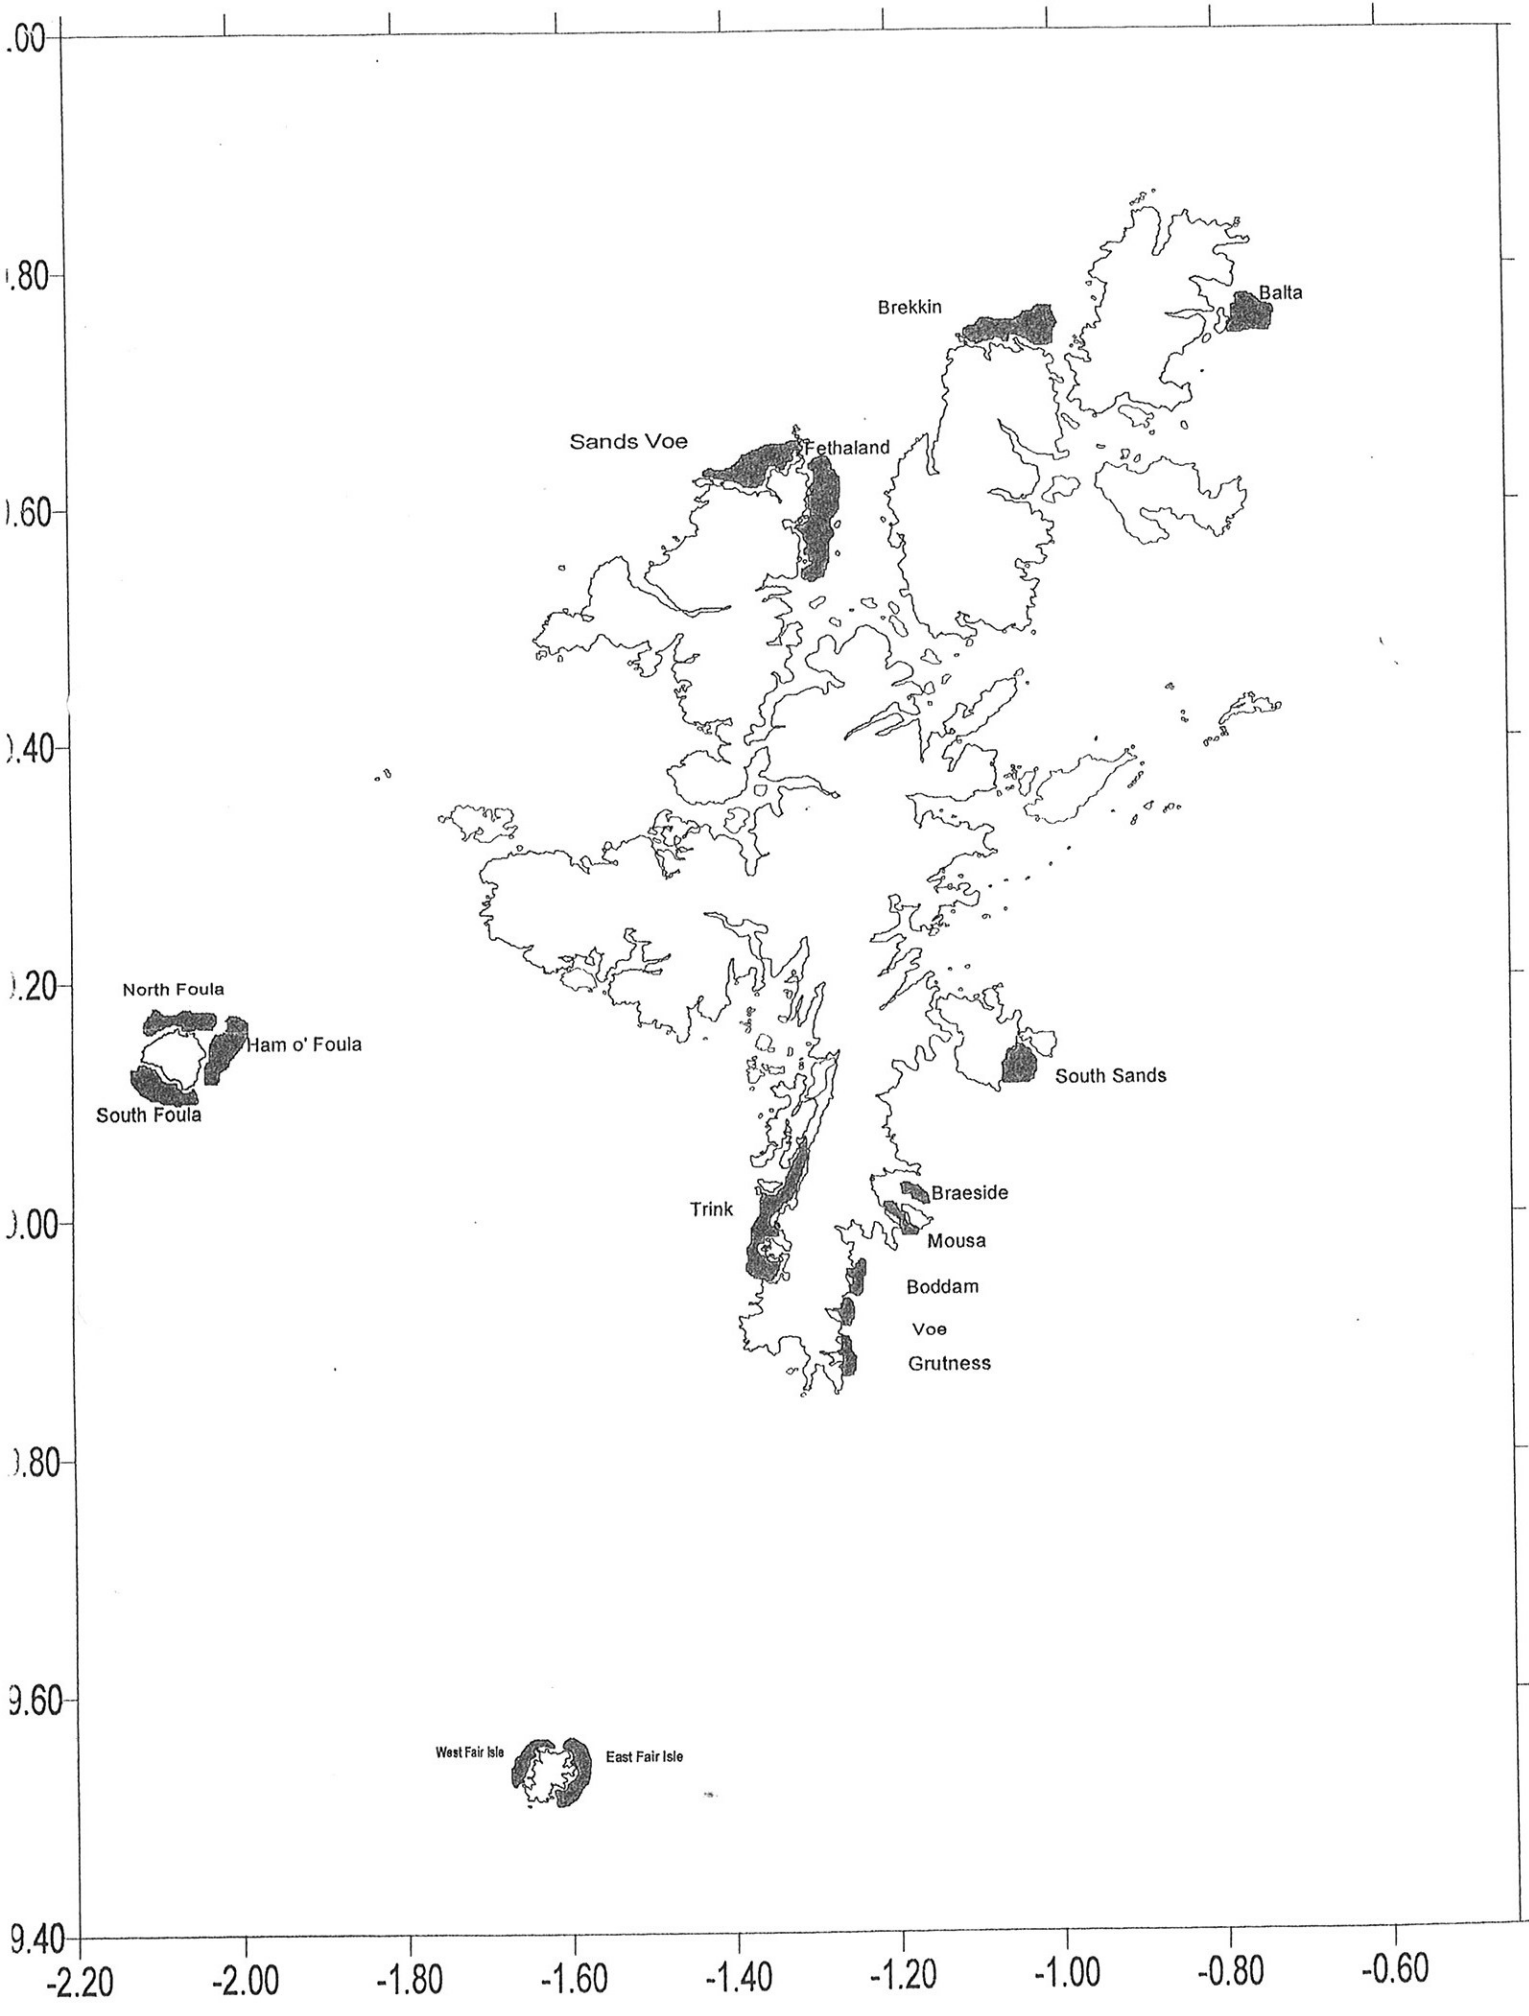 .00
.80
Balta
Brekkin
Sands Voe
Fethaland
.60
.40
.20
North Foula
Ham o' Foula
South Sands
South Foula
Braeside
Trink
.00
Mousa
Boddam
Voe
Grutness
.80
9.60
West Fair Isle
East Fair Isle
9.40
-2.20 -2.00 -1.80 -1.60 -1.40 -1.20 -1.00 -0.80 -0.60